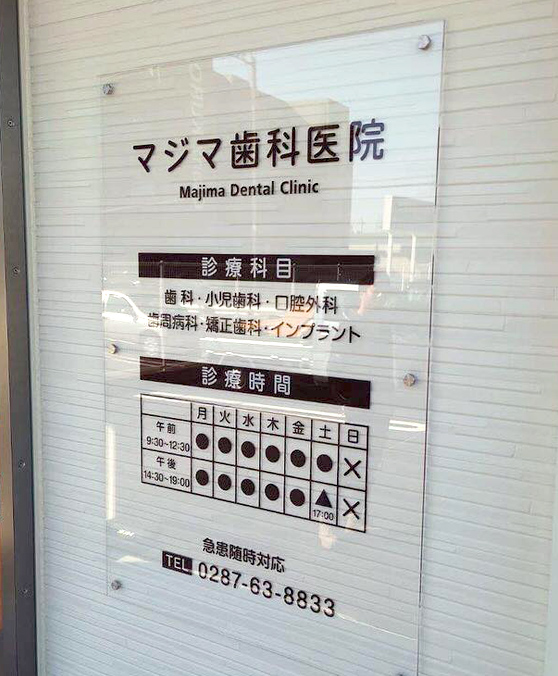 マジマ歯科医院
Majima Dental Clinic
診療科目
歯科・小児歯科・口腔外科
歯周病科・矯正歯科・インプラント
診療時間
月 火 水 木 金 土 日
午前 9:30~12:30 ● ● ● ● ● ● ×
午後 14:30~19:00 ● ● ● ● ● ▲ ×
17:00
急患随時対応
TEL 0287-63-8833